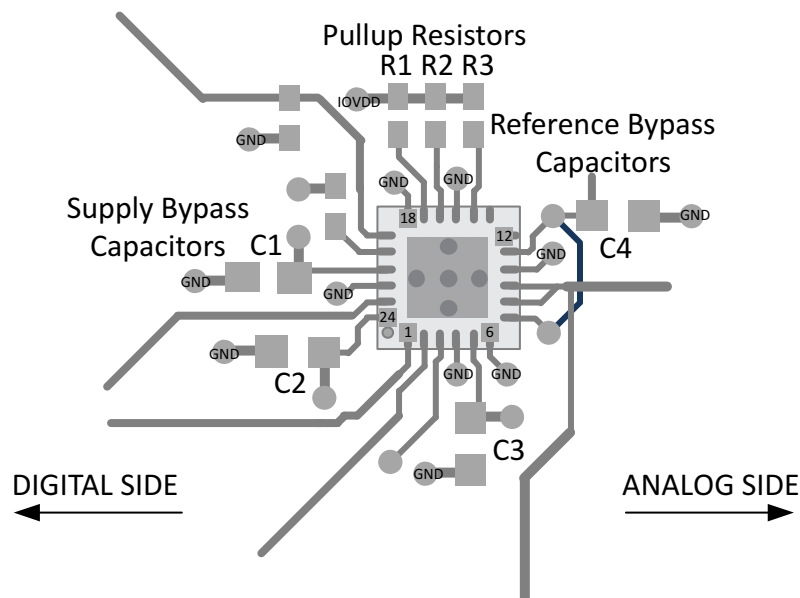 Pullup Resistors
R1 R2 R3
IOVDD
GND
Reference Bypass
Capacitors
GND
GND
18
12
GND
C4
Supply Bypass
Capacitors
C1
GND
GND
GND
24
1
6
GND
C2
GND
GND
C3
GND
DIGITAL SIDE
ANALOG SIDE